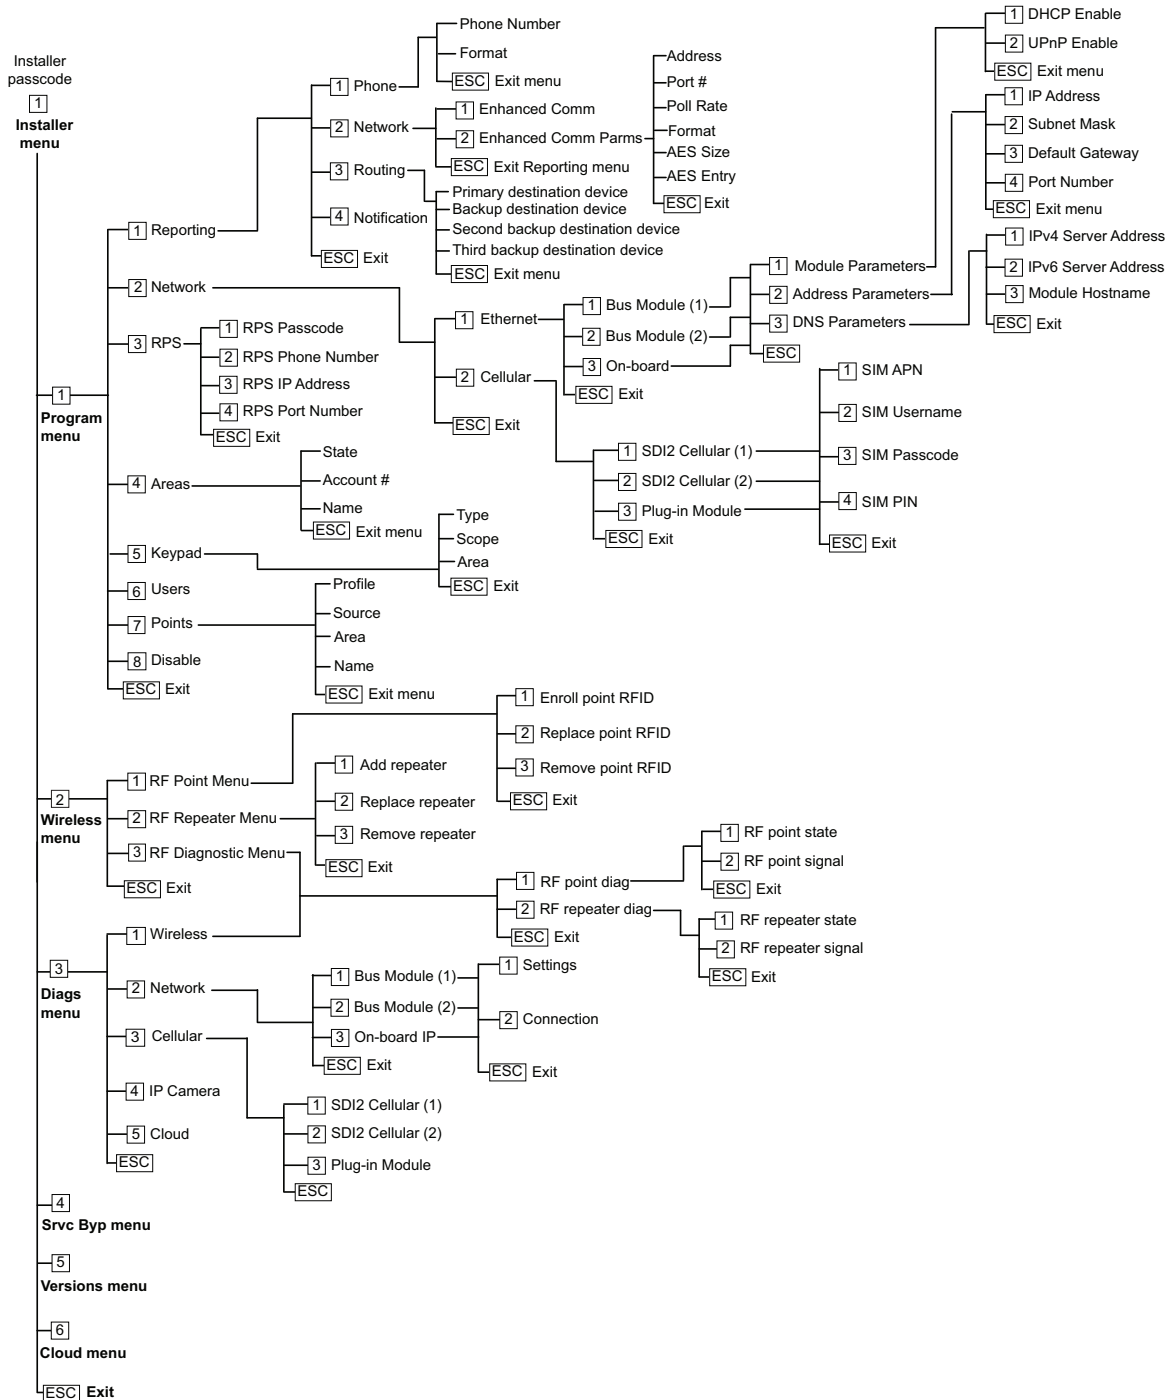 Installer
passcode
1
Installer
menu
1
Program
menu
1 Reporting
1 Phone
Phone Number
Format
ESC Exit menu
2 Network
1 Enhanced Comm
2 Enhanced Comm Parms
Address
Port #
Poll Rate
Format
AES Size
AES Entry
ESC Exit
ESC Exit Reporting menu
3 Routing
Primary destination device
Backup destination device
Second backup destination device
Third backup destination device
ESC Exit menu
4 Notification
ESC Exit
2 Network
1 Ethernet
1 Bus Module (1)
2 Bus Module (2)
3 On-board
ESC Exit
1 Module Parameters
1 DHCP Enable
2 UPnP Enable
ESC Exit menu
2 Address Parameters
1 IP Address
2 Subnet Mask
3 Default Gateway
4 Port Number
ESC Exit menu
3 DNS Parameters
1 IPv4 Server Address
2 IPv6 Server Address
3 Module Hostname
ESC Exit
ESC
2 Cellular
1 SDI2 Cellular (1)
2 SDI2 Cellular (2)
3 Plug-in Module
ESC Exit
1 SIM APN
2 SIM Username
3 SIM Passcode
4 SIM PIN
ESC Exit
ESC Exit
3 RPS
1 RPS Passcode
2 RPS Phone Number
3 RPS IP Address
4 RPS Port Number
ESC Exit
4 Areas
State
Account #
Name
ESC Exit menu
5 Keypad
Type
Scope
Area
ESC Exit
6 Users
7 Points
Profile
Source
Area
Name
ESC Exit menu
8 Disable
ESC Exit
2
Wireless
menu
1 RF Point Menu
1 Enroll point RFID
2 Replace point RFID
3 Remove point RFID
ESC Exit
2 RF Repeater Menu
1 Add repeater
2 Replace repeater
3 Remove repeater
ESC Exit
3 RF Diagnostic Menu
ESC Exit
1 RF point diag
1 RF point state
2 RF point signal
ESC Exit
2 RF repeater diag
1 RF repeater state
2 RF repeater signal
ESC Exit
ESC Exit
3
Diags
menu
1 Wireless
2 Network
1 Bus Module (1)
2 Bus Module (2)
3 On-board IP
ESC Exit
1 Settings
2 Connection
ESC Exit
3 Cellular
1 SDI2 Cellular (1)
2 SDI2 Cellular (2)
3 Plug-in Module
ESC
4 IP Camera
5 Cloud
ESC
4
Srvc Byp menu
5
Versions menu
6
Cloud menu
ESC Exit